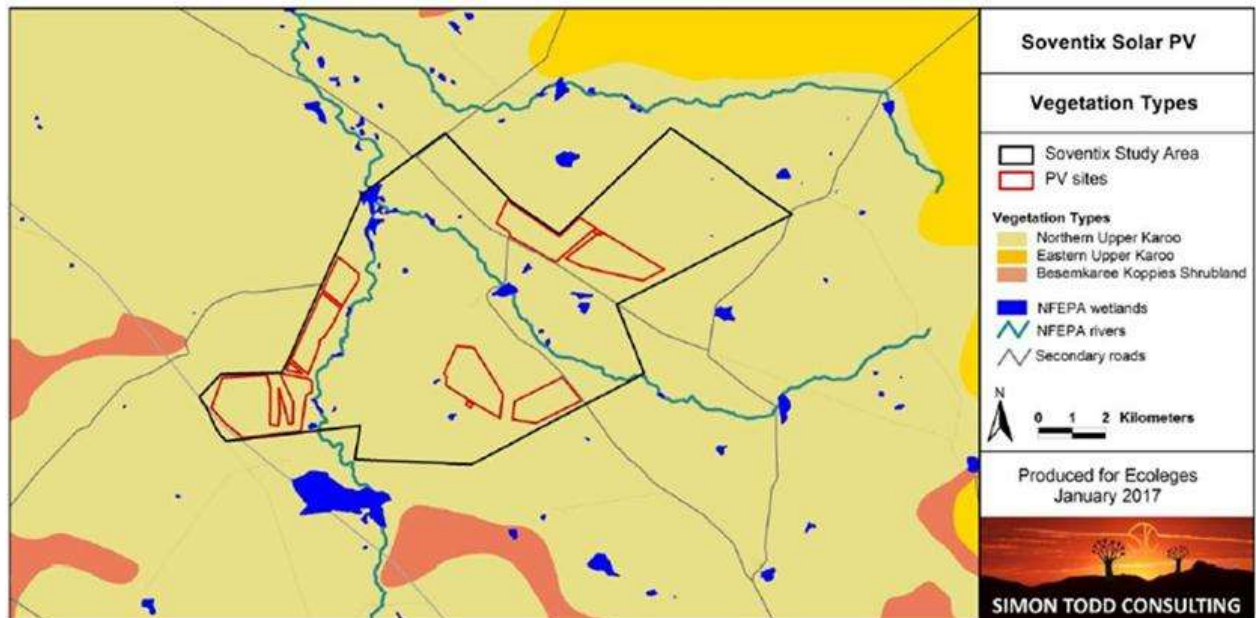 Soventix Solar PV
Vegetation Types
Soventix Study Area
PV sites
Vegetation Types
Northern Upper Karoo
Eastern Upper Karoo
Besemkaree Koppies Shrubland
NFEPA wetlands
NFEPA rivers
Secondary roads
N
0 1 2 Kilometers
Produced for Ecoleges
January 2017
SIMON TODD CONSULTING